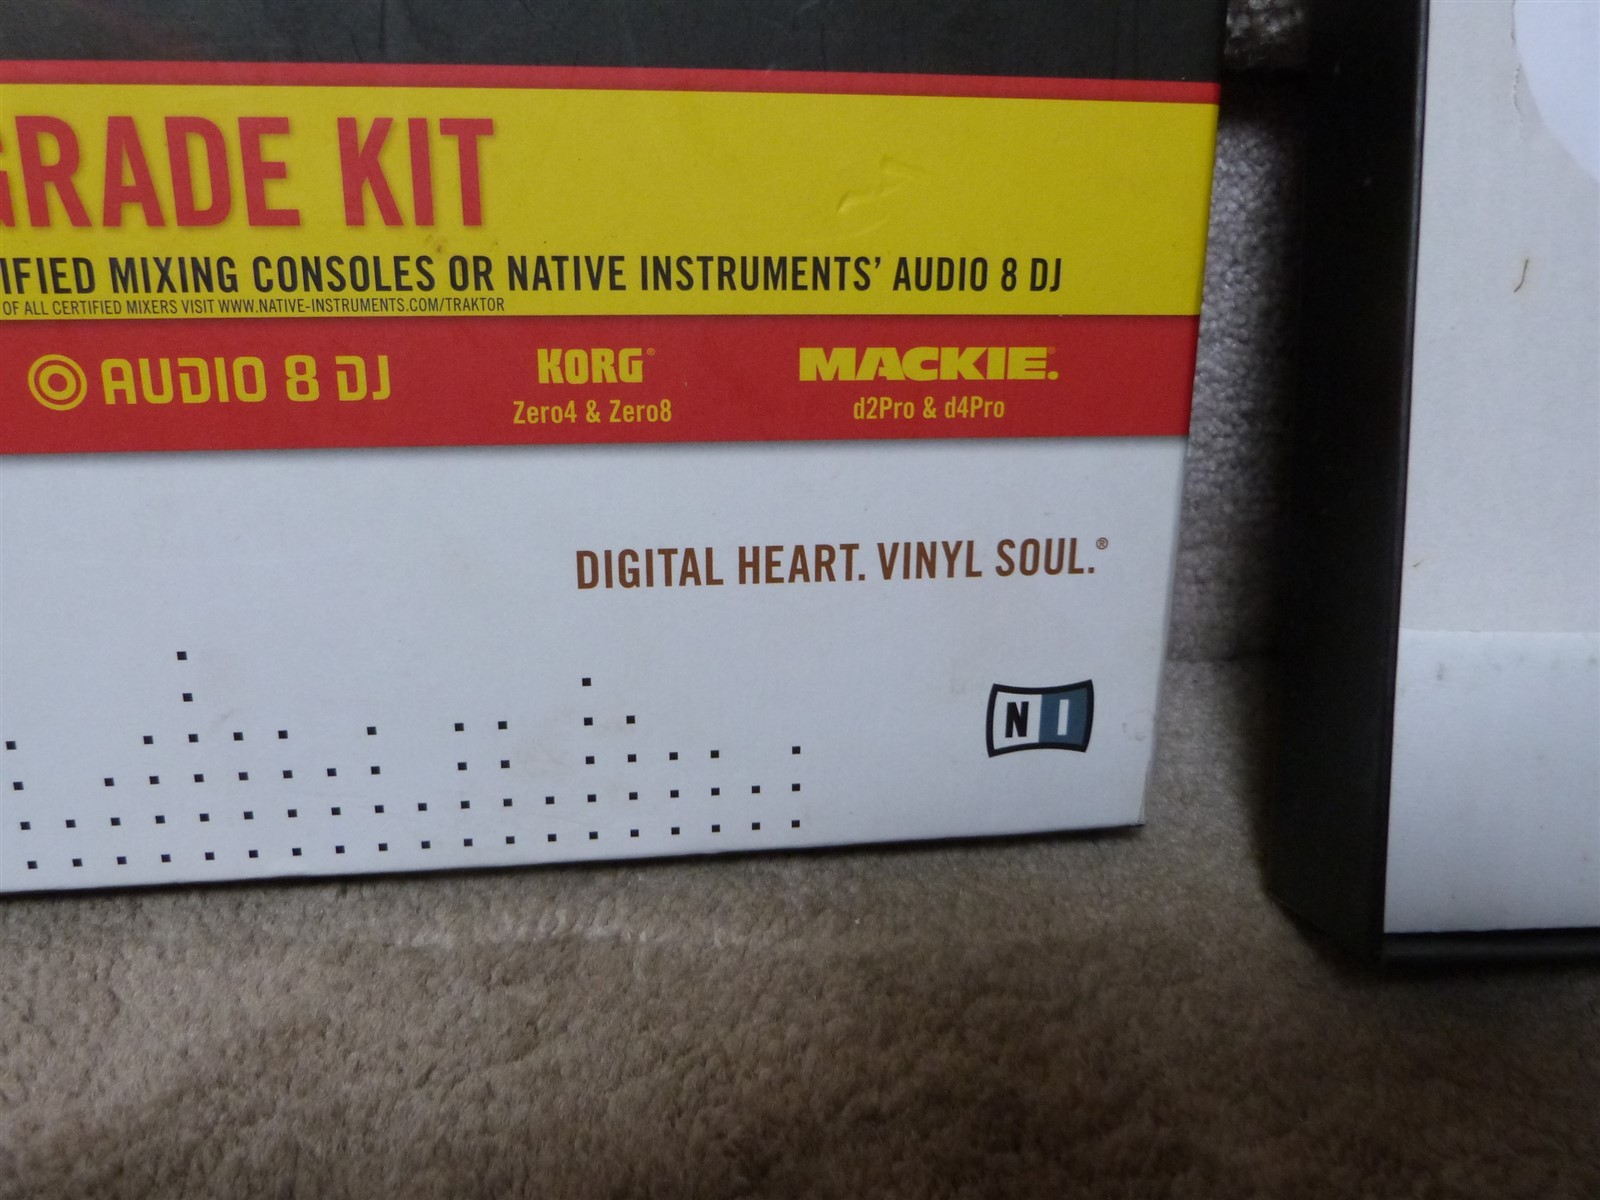 GRADE KIT
IFIED MIXING CONSOLES OR NATIVE INSTRUMENTS' AUDIO 8 DJ
OF ALL CERTIFIED MIXERS VISIT WWW.NATIVE-INSTRUMENTS.COM/TRAKTOR
AUDIO 8 DJ
KORG®
Zero4 & Zero8
MACKIE.
d2Pro & d4Pro
DIGITAL HEART. VINYL SOUL.®
NI